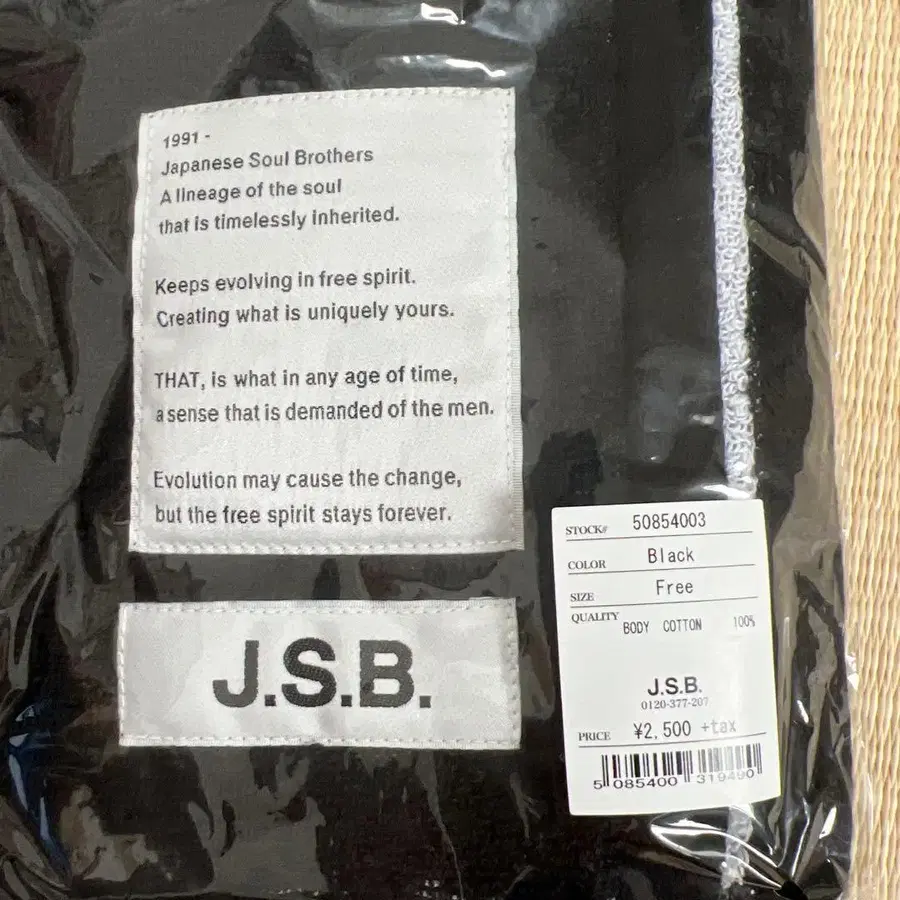 1991 -
Japanese Soul Brothers
A lineage of the soul
that is timelessly inherited.
Keeps evolving in free spirit.
Creating what is uniquely yours.
THAT, is what in any age of time,
a sense that is demanded of the men.
Evolution may cause the change,
but the free spirit stays forever.
J.S.B.
STOCK# 50854003
COLOR Black
SIZE Free
QUALITY
BODY COTTON 100%
J.S.B.
0120-377-207
PRICE ¥2,500 +tax
5 085400 319490